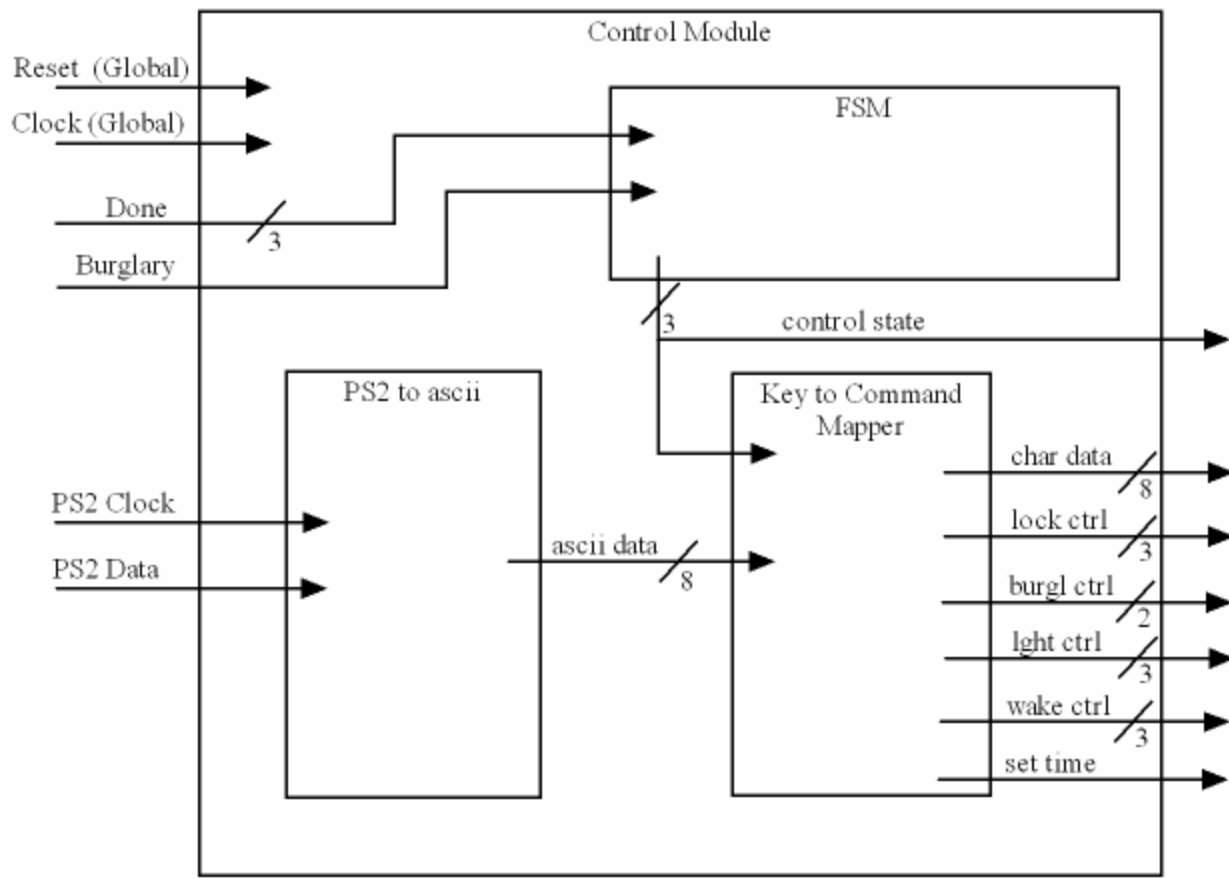 Control Module
Reset (Global)
Clock (Global)
FSM
Done
3
Burglary
3
control state
PS2 to ascii
Key to Command
Mapper
char data
8
PS2 Clock
lock ctrl
3
ascii data
8
PS2 Data
burgl ctrl
2
lght ctrl
3
wake ctrl
3
set time